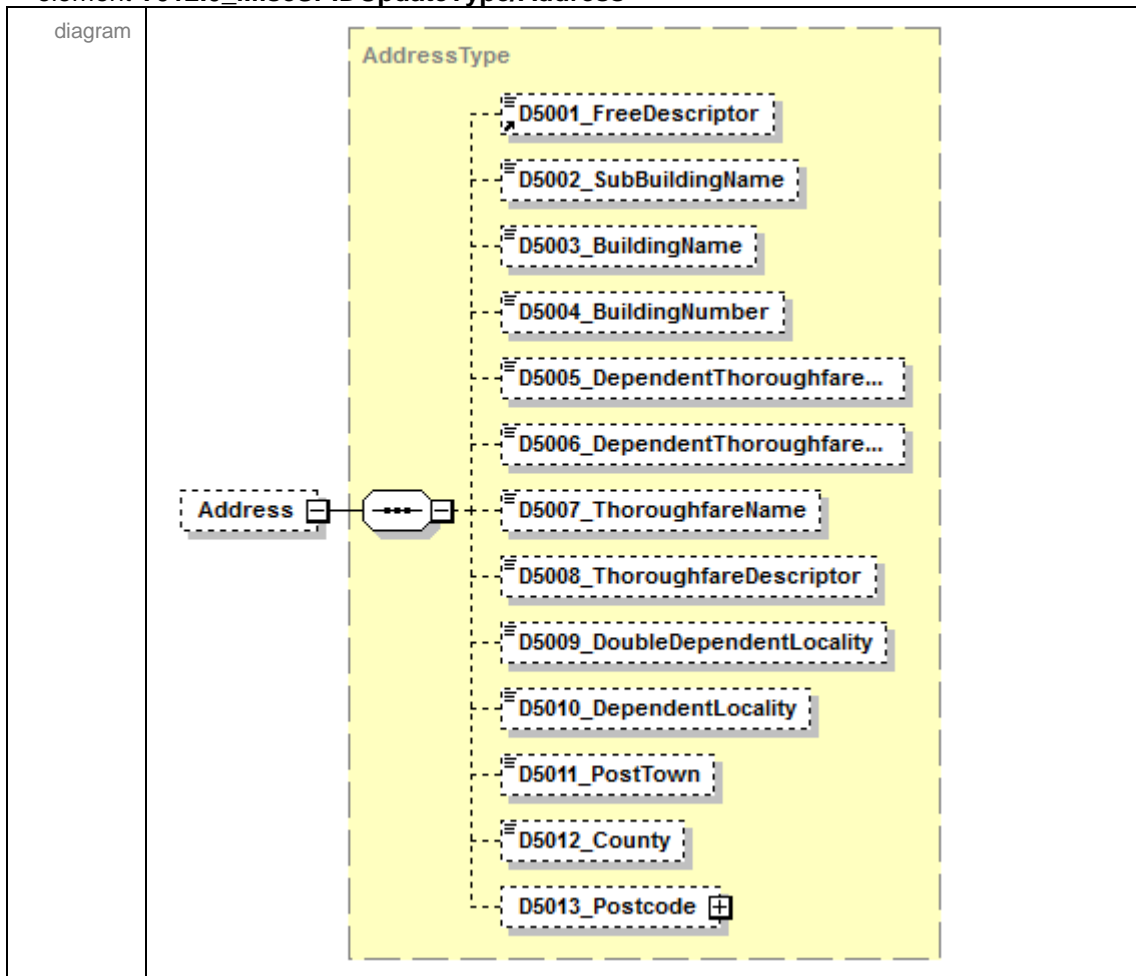 diagram
AddressType
D5001_FreeDescriptor
D5002_SubBuildingName
D5003_BuildingName
D5004_BuildingNumber
D5005_DependentThoroughfare...
D5006_DependentThoroughfare...
Address
D5007_ThoroughfareName
D5008_ThoroughfareDescriptor
D5009_DoubleDependentLocality
D5010_DependentLocality
D5011_PostTown
D5012_County
D5013_Postcode